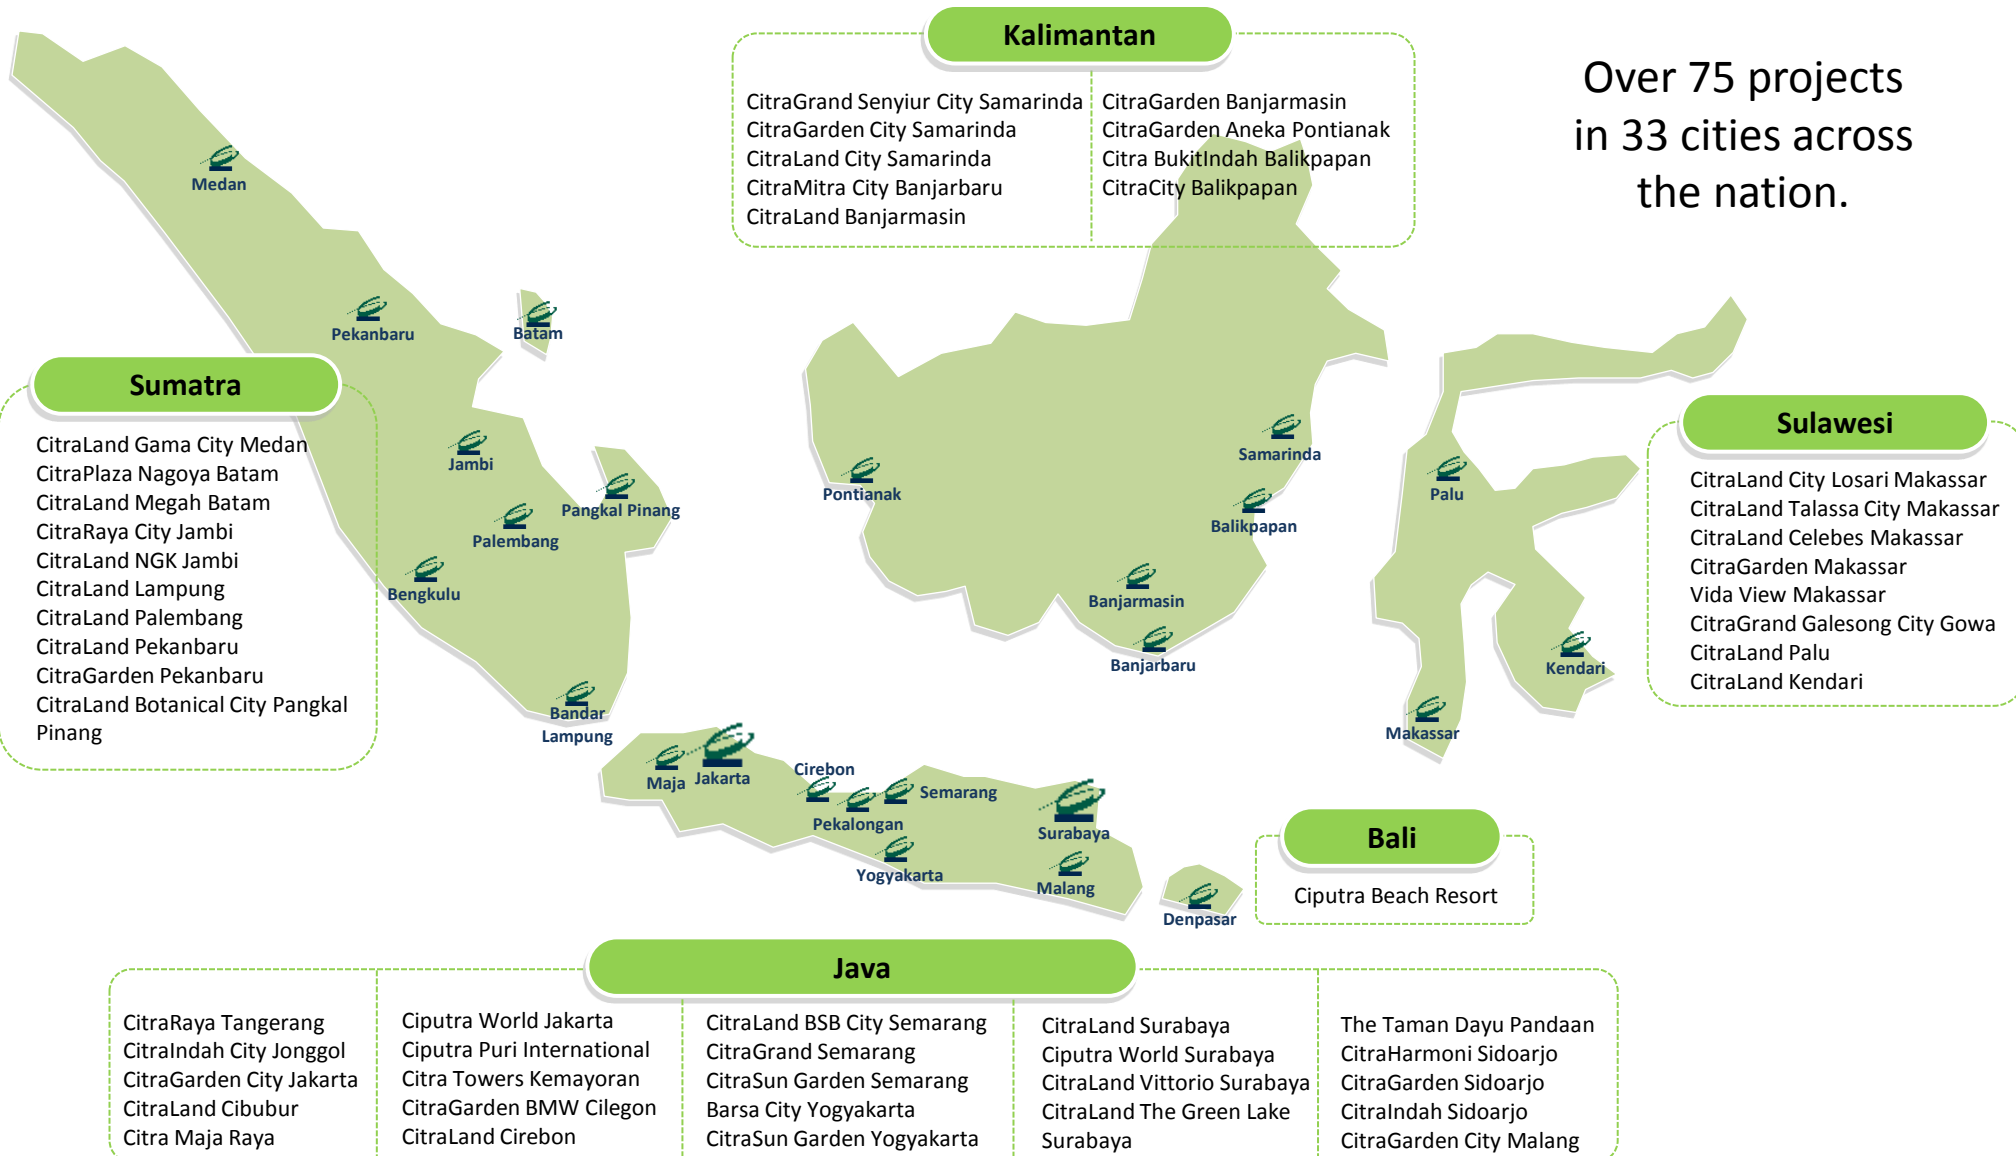 Kalimantan
CitraGrand Senyiur City Samarinda
CitraGarden City Samarinda
CitraLand City Samarinda
CitraMitra City Banjarbaru
CitraLand Banjarmasin
CitraGarden Banjarmasin
CitraGarden Aneka Pontianak
Citra BukitIndah Balikpapan
CitraCity Balikpapan
Over 75 projects
in 33 cities across
the nation.
Medan
Pekanbaru
Batam
Jambi
Pangkal Pinang
Palembang
Bengkulu
Bandar
Lampung
Sumatra
CitraLand Gama City Medan
CitraPlaza Nagoya Batam
CitraLand Megah Batam
CitraRaya City Jambi
CitraLand NGK Jambi
CitraLand Lampung
CitraLand Palembang
CitraLand Pekanbaru
CitraGarden Pekanbaru
CitraLand Botanical City Pangkal
Pinang
Pontianak
Samarinda
Balikpapan
Banjarmasin
Banjarbaru
Palu
Kendari
Makassar
Sulawesi
CitraLand City Losari Makassar
CitraLand Talassa City Makassar
CitraLand Celebes Makassar
CitraGarden Makassar
Vida View Makassar
CitraGrand Galesong City Gowa
CitraLand Palu
CitraLand Kendari
Maja
Jakarta
Cirebon
Pekalongan
Semarang
Yogyakarta
Surabaya
Malang
Denpasar
Bali
Ciputra Beach Resort
Java
CitraRaya Tangerang
CitraIndah City Jonggol
CitraGarden City Jakarta
CitraLand Cibubur
Citra Maja Raya
Ciputra World Jakarta
Ciputra Puri International
Citra Towers Kemayoran
CitraGarden BMW Cilegon
CitraLand Cirebon
CitraLand BSB City Semarang
CitraGrand Semarang
CitraSun Garden Semarang
Barsa City Yogyakarta
CitraSun Garden Yogyakarta
CitraLand Surabaya
Ciputra World Surabaya
CitraLand Vittorio Surabaya
CitraLand The Green Lake
Surabaya
The Taman Dayu Pandaan
CitraHarmoni Sidoarjo
CitraGarden Sidoarjo
CitraIndah Sidoarjo
CitraGarden City Malang